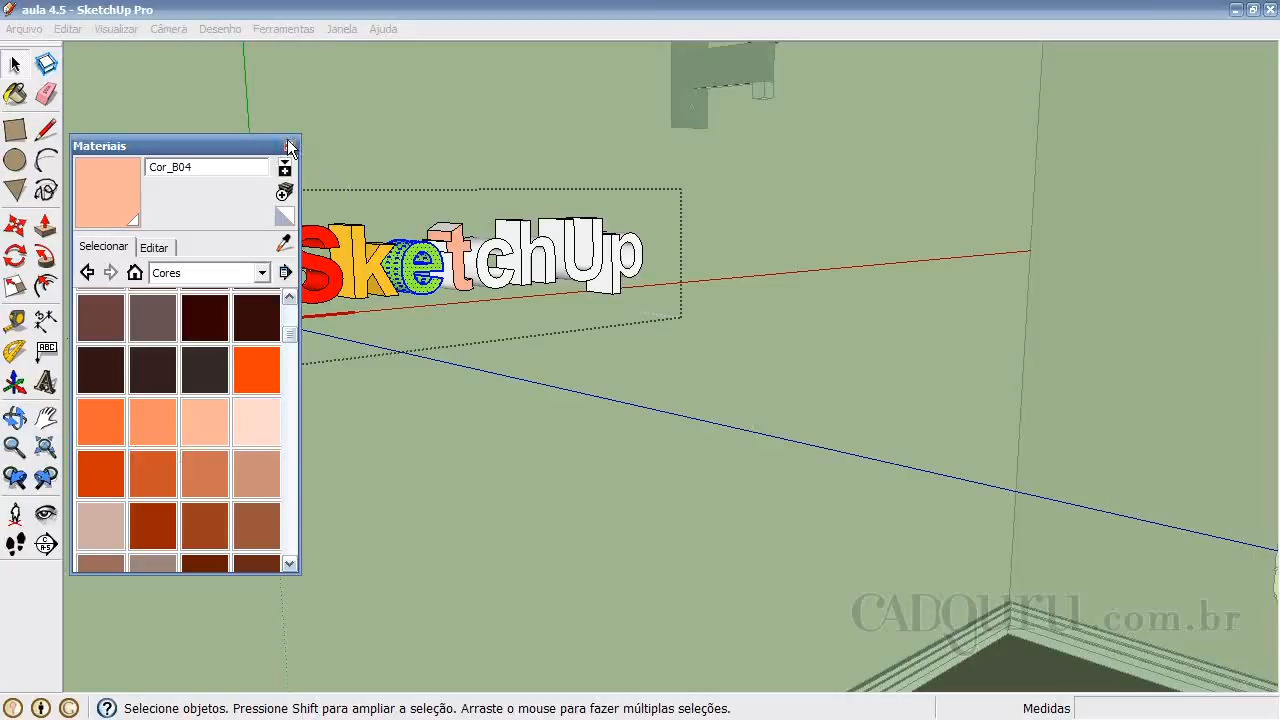 aula 4.5 - SketchUp Pro
Arquivo Editar Visualizar Câmera Desenho Ferramentas Janela Ajuda
Materiais
Cor_B04
Selecionar Editar
Cores
SketchUp
ABC
CADGuru.com.br
Selecione objetos. Pressione Shift para ampliar a seleção. Arraste o mouse para fazer múltiplas seleções.
Medidas